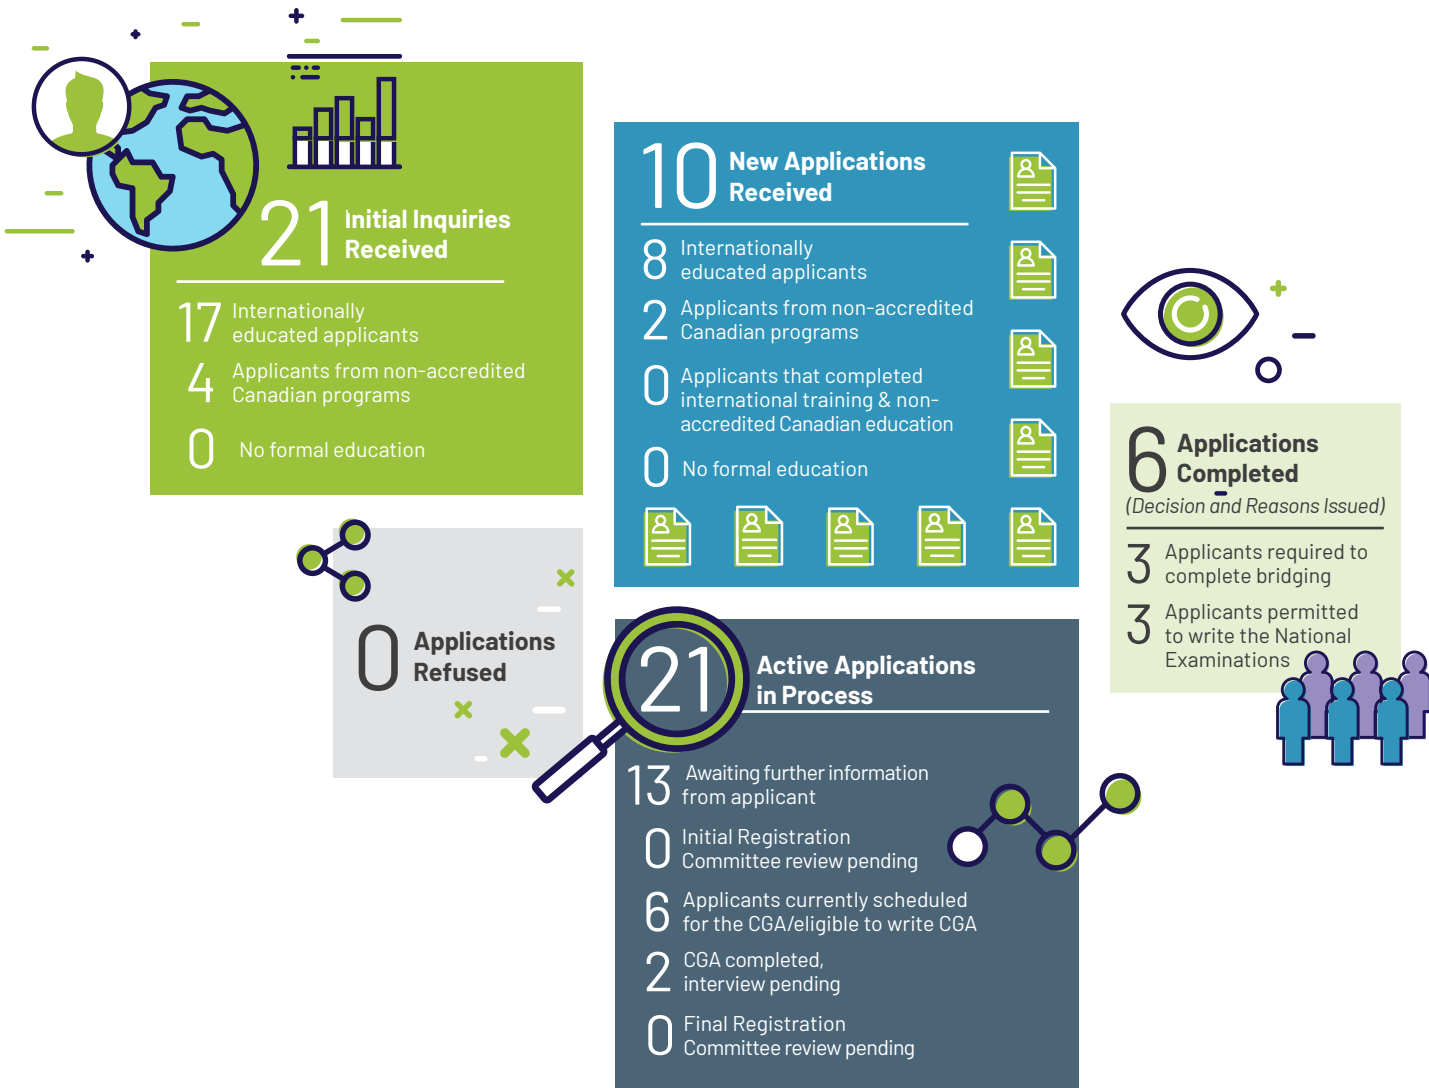 21 Initial Inquiries
Received
17 Internationally
educated applicants
4 Applicants from non-accredited
Canadian programs
0 No formal education
10 New Applications
Received
8 Internationally
educated applicants
2 Applicants from non-accredited
Canadian programs
0 Applicants that completed
international training & non-
accredited Canadian education
0 No formal education
6 Applications
Completed
(Decision and Reasons Issued)
3 Applicants required to
complete bridging
3 Applicants permitted
to write the National
Examinations
0 Applications
Refused
21 Active Applications
in Process
13 Awaiting further information
from applicant
0 Initial Registration
Committee review pending
6 Applicants currently scheduled
for the CGA/eligible to write CGA
2 CGA completed,
interview pending
0 Final Registration
Committee review pending